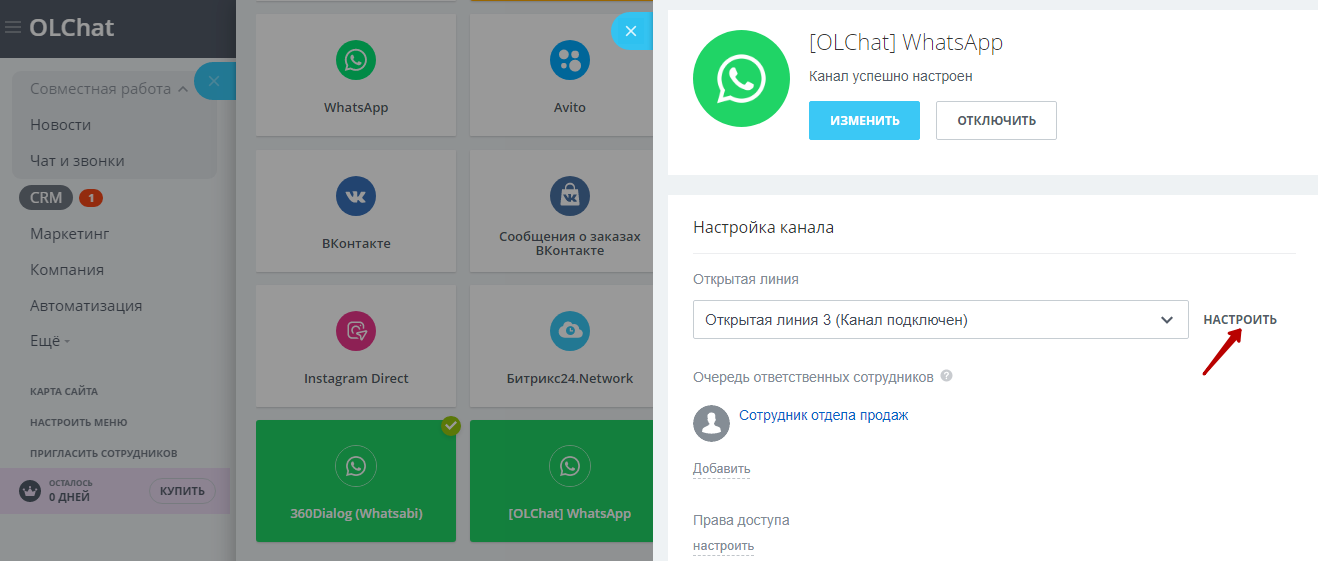 OLChat
Совместная работа
Новости
Чат и звонки
CRM 1
Маркетинг
Компания
Автоматизация
Ещё
КАРТА САЙТА
НАСТРОИТЬ МЕНЮ
ПРИГЛАСИТЬ СОТРУДНИКОВ
ОСТАЛОСЬ
0 ДНЕЙ
КУПИТЬ
WhatsApp
Avito
ВКонтакте
Сообщения о заказах
ВКонтакте
Instagram Direct
Битрикс24.Network
360Dialog (Whatsabi)
[OLChat] WhatsApp
[OLChat] WhatsApp
Канал успешно настроен
ИЗМЕНИТЬ
ОТКЛЮЧИТЬ
Настройка канала
Открытая линия
Открытая линия 3 (Канал подключен)
НАСТРОИТЬ
Очередь ответственных сотрудников ?
Сотрудник отдела продаж
Добавить
Права доступа
настроить